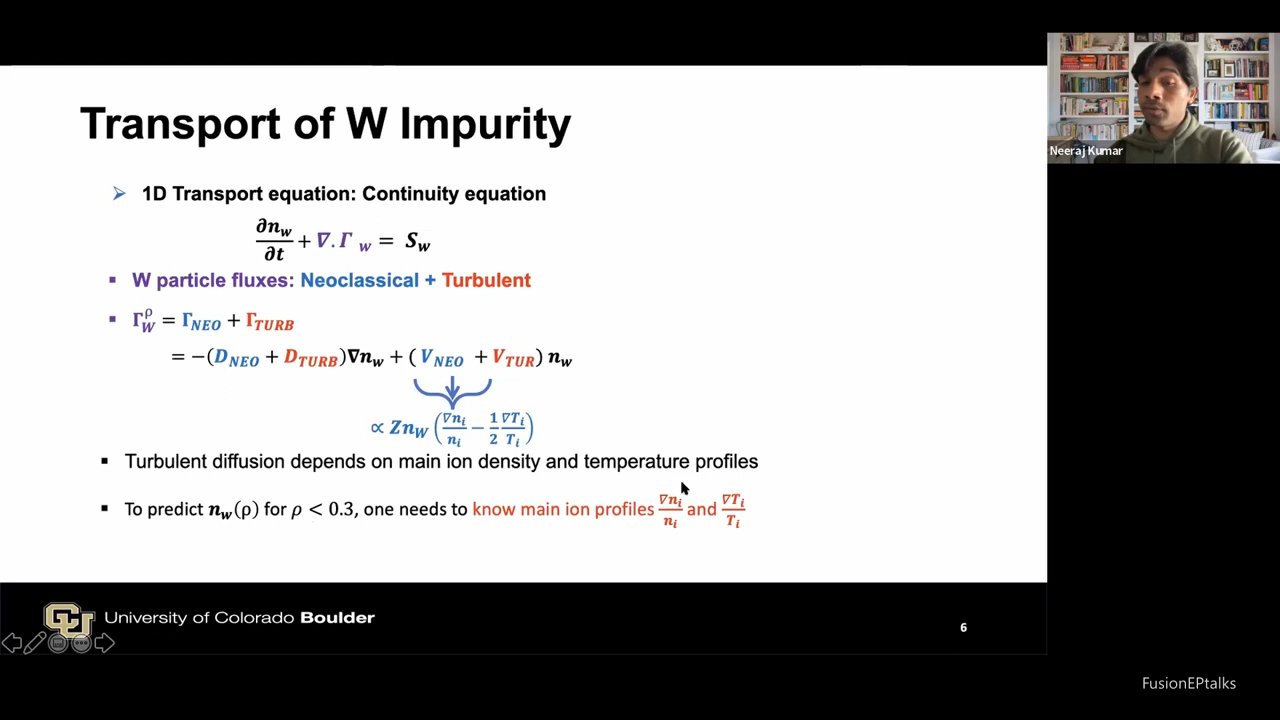 Transport of W Impurity
➢ 1D Transport equation: Continuity equation
∂n_w/∂t + ∇.Γ_w = S_w
▪ W particle fluxes: Neoclassical + Turbulent
▪ Γ_W^ρ = Γ_NEO + Γ_TURB
= −(D_NEO + D_TURB)∇n_w + (V_NEO + V_TUR) n_w
∝ Zn_W(∇n_i/n_i − 1/2 ∇T_i/T_i)
▪ Turbulent diffusion depends on main ion density and temperature profiles
▪ To predict n_w(ρ) for ρ < 0.3, one needs to know main ion profiles ∇n_i/n_i and ∇T_i/T_i
CU University of Colorado Boulder
6
Neeraj Kumar
FusionEPtalks